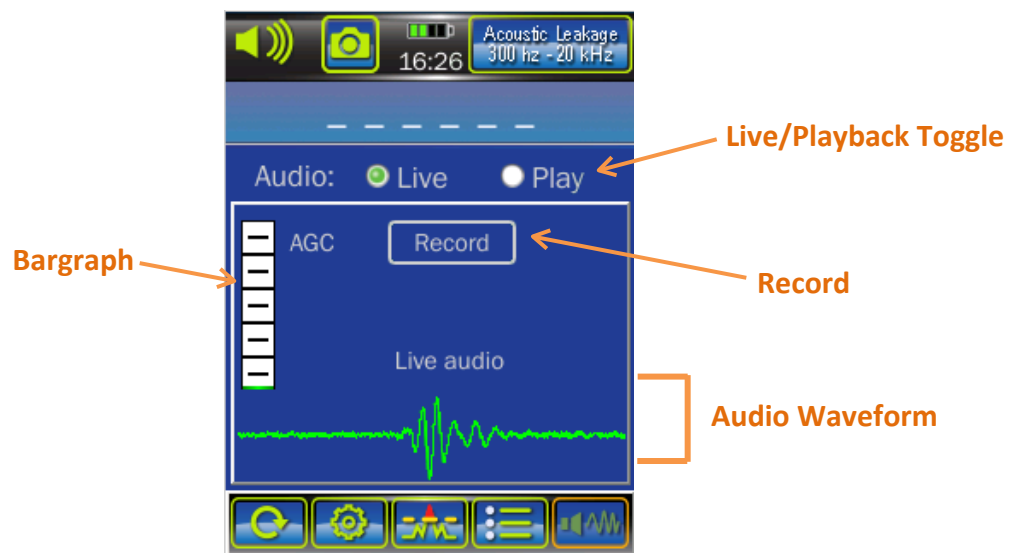 Acoustic Leakage
16:26
300 hz - 20 kHz
– – – – – –
Live/Playback Toggle
Audio: Live Play
AGC Record
Bargraph
Record
Live audio
Audio Waveform